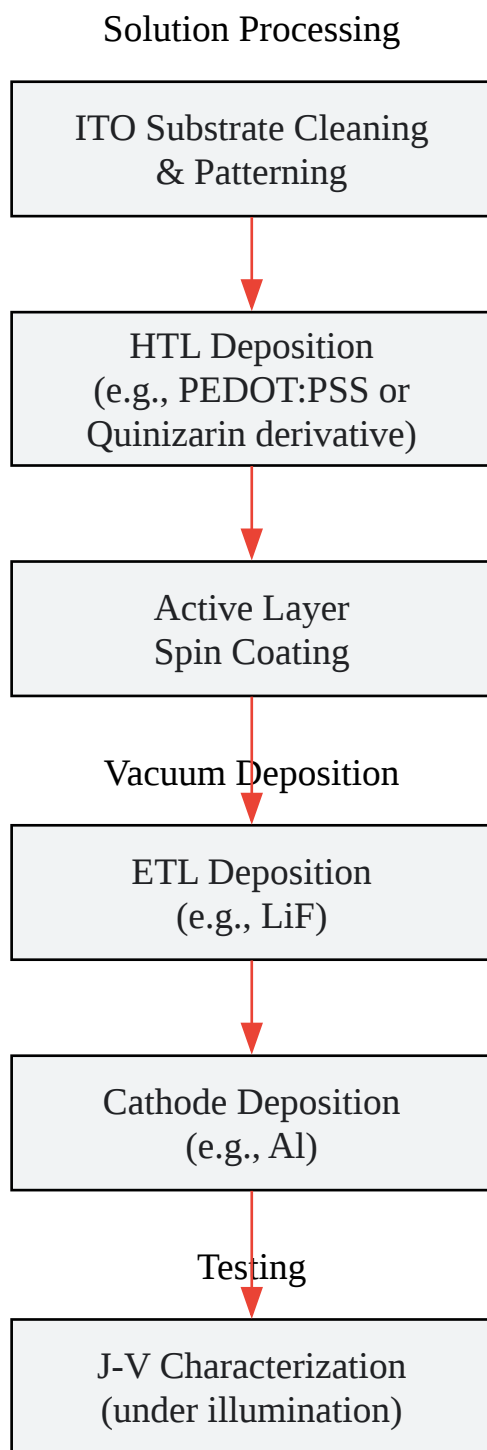 Solution Processing
ITO Substrate Cleaning
& Patterning
HTL Deposition
(e.g., PEDOT:PSS or
Quinizarin derivative)
Active Layer
Spin Coating
Vacuum Deposition
ETL Deposition
(e.g., LiF)
Cathode Deposition
(e.g., Al)
Testing
J-V Characterization
(under illumination)